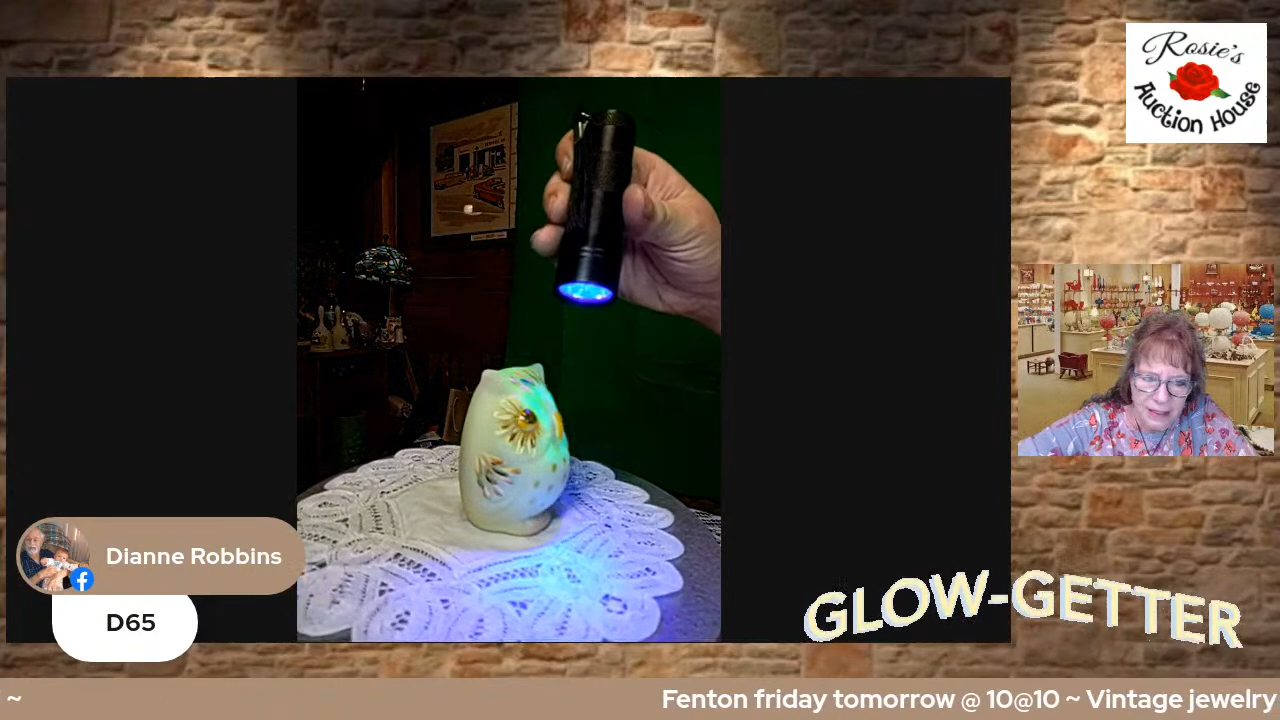 Rosie's
Auction House
Dianne Robbins
D65
GLOW-GETTER
~ Fenton friday tomorrow @ 10@10 ~ Vintage jewelry